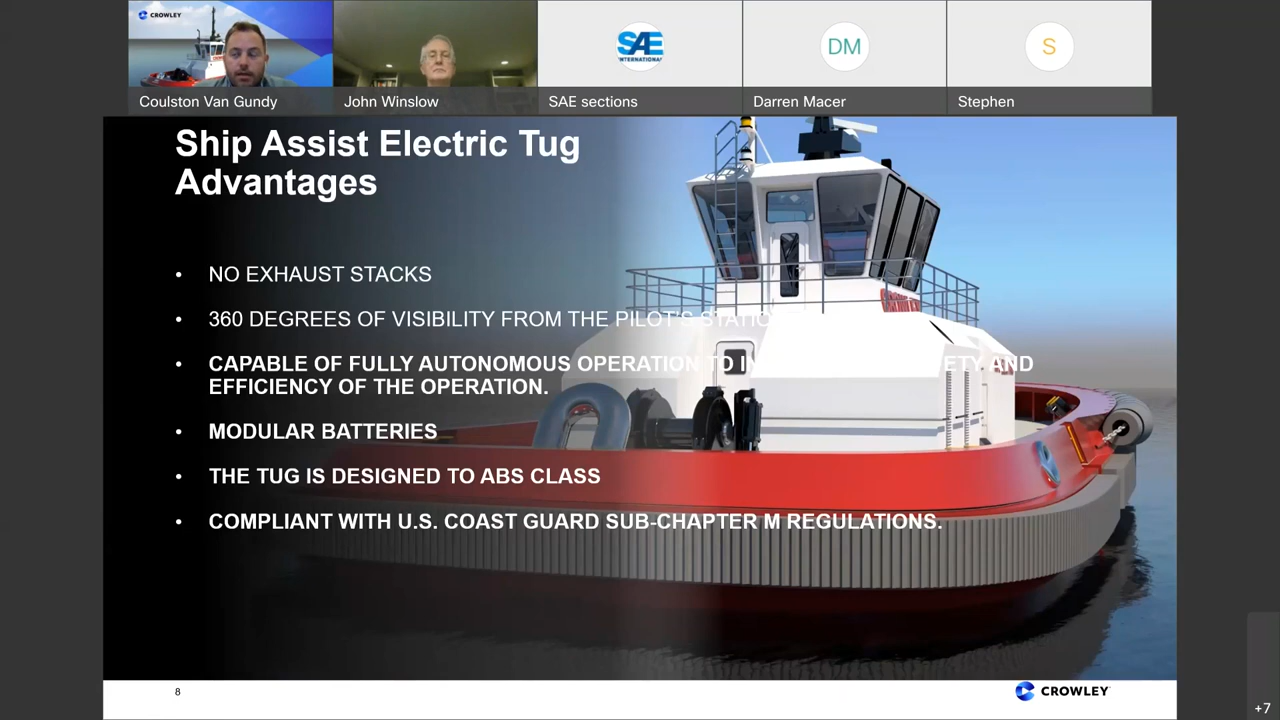 CROWLEY
SAE
INTERNATIONAL
DM
S
Coulston Van Gundy
John Winslow
SAE sections
Darren Macer
Stephen
Ship Assist Electric Tug
Advantages
• NO EXHAUST STACKS
• 360 DEGREES OF VISIBILITY FROM THE PILOT'S
• CAPABLE OF FULLY AUTONOMOUS OPERATION TO AND
EFFICIENCY OF THE OPERATION.
• MODULAR BATTERIES
• THE TUG IS DESIGNED TO ABS CLASS
• COMPLIANT WITH U.S. COAST GUARD SUB-CHAPTER M REGULATIONS.
8
CROWLEY
+7